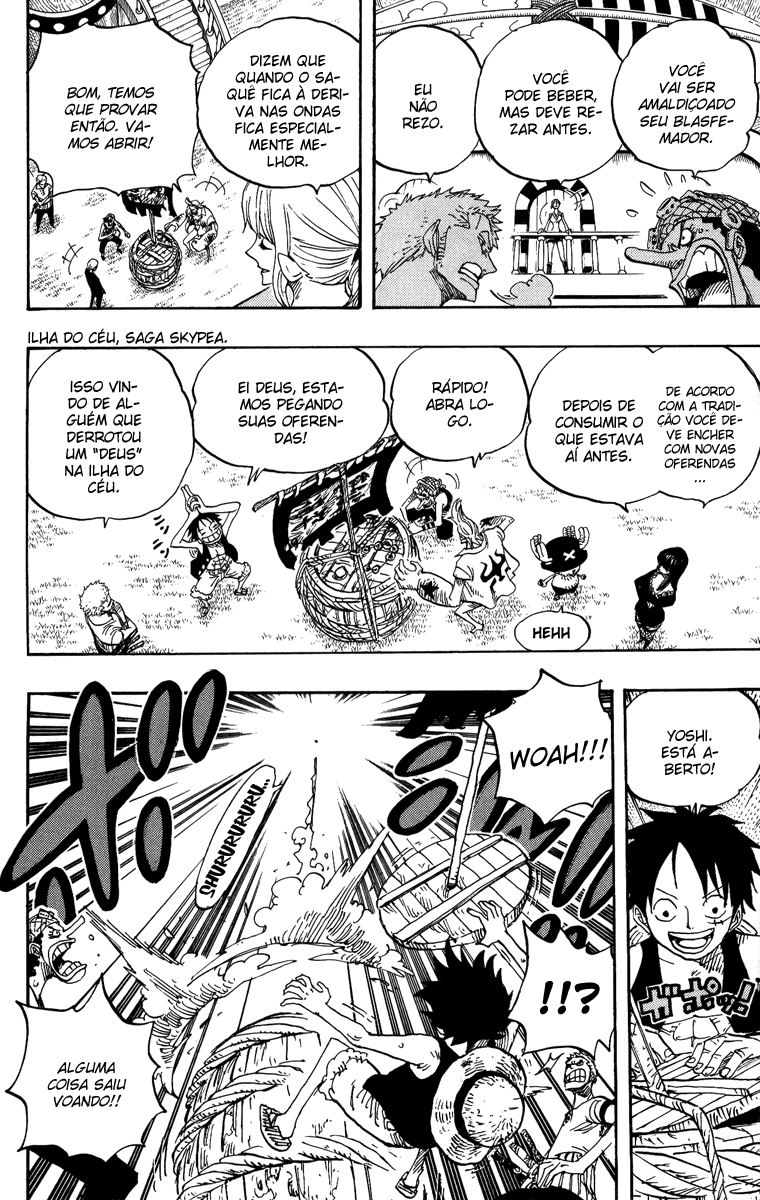 VOCÊ
VAI SER
AMALDIÇOADO
SEU BLASFE-
MADOR.
VOCÊ
PODE BEBER,
MAS DEVE RE-
ZAR ANTES.
EU
NÃO
REZO.
DIZEM QUE
QUANDO O SA-
QUÊ FICA À DERI-
VA NAS ONDAS
FICA ESPECIAL-
MENTE ME-
LHOR.
BOM, TEMOS
QUE PROVAR
ENTÃO. VA-
MOS ABRIR!
ILHA DO CÉU, SAGA SKYPEA.
DE ACORDO
COM A TRADI-
ÇÃO VOCÊ DE-
VE ENCHER
COM NOVAS
OFERENDAS
...
DEPOIS DE
CONSUMIR O
QUE ESTAVA
AÍ ANTES.
RÁPIDO!
ABRA LO-
GO.
HEHH
EI DEUS, ESTA-
MOS PEGANDO
SUAS OFEREN-
DAS!
ISSO VIN-
DO DE AL-
GUÉM QUE
DERROTOU
UM "DEUS"
NA ILHA DO
CÉU.
YOSHI.
ESTÁ A-
BERTO!
ガポッ!
WOAH!!!
SHURURURURU...
!!?
ALGUMA
COISA SAIU
VOANDO!!